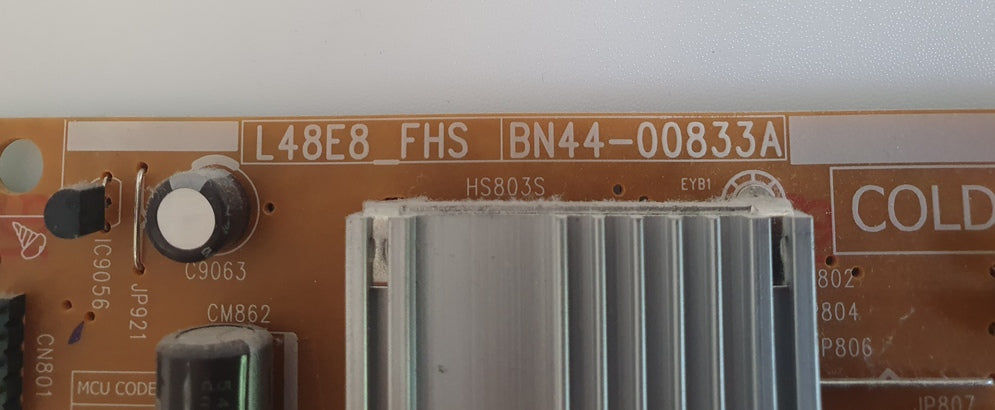 L48E8_FHS BN44-00833A
HS803S EYB1
COLD
IC9056
JP921
C9063
CM862
CN801
MCU CODE
802
804
P806
JP807